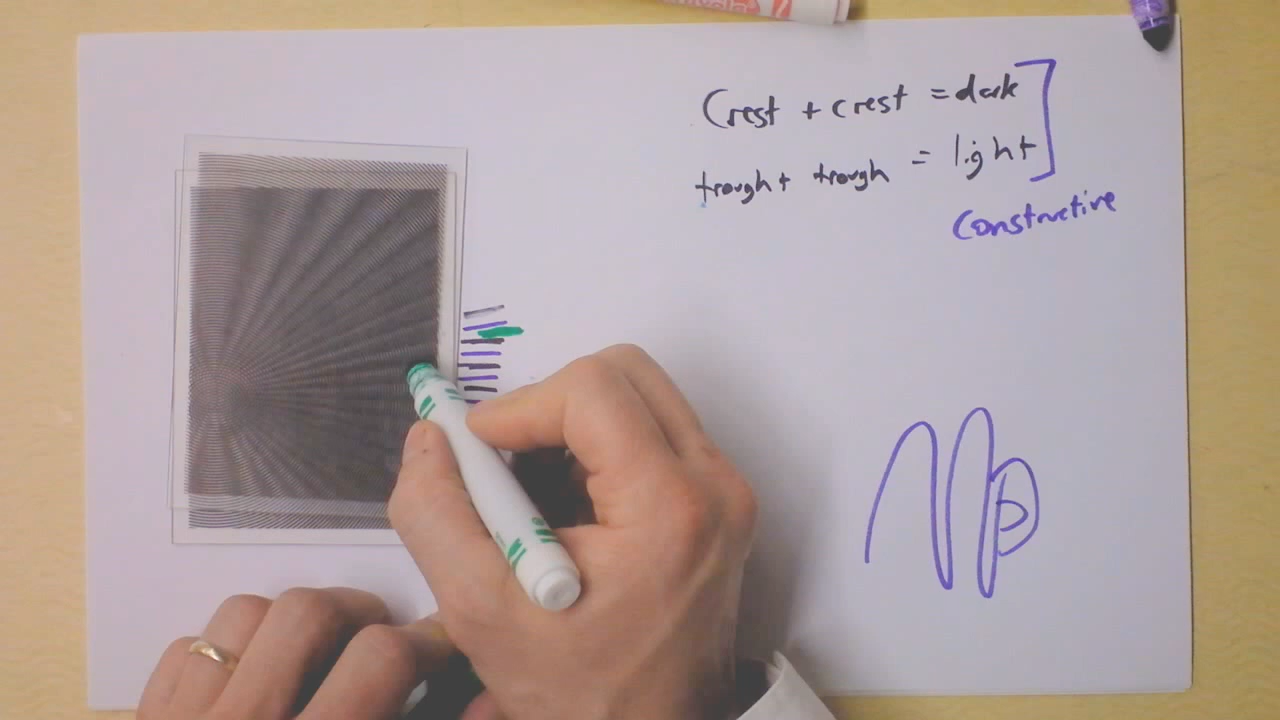 Crest + crest = dark
trough + trough = light
Constructive